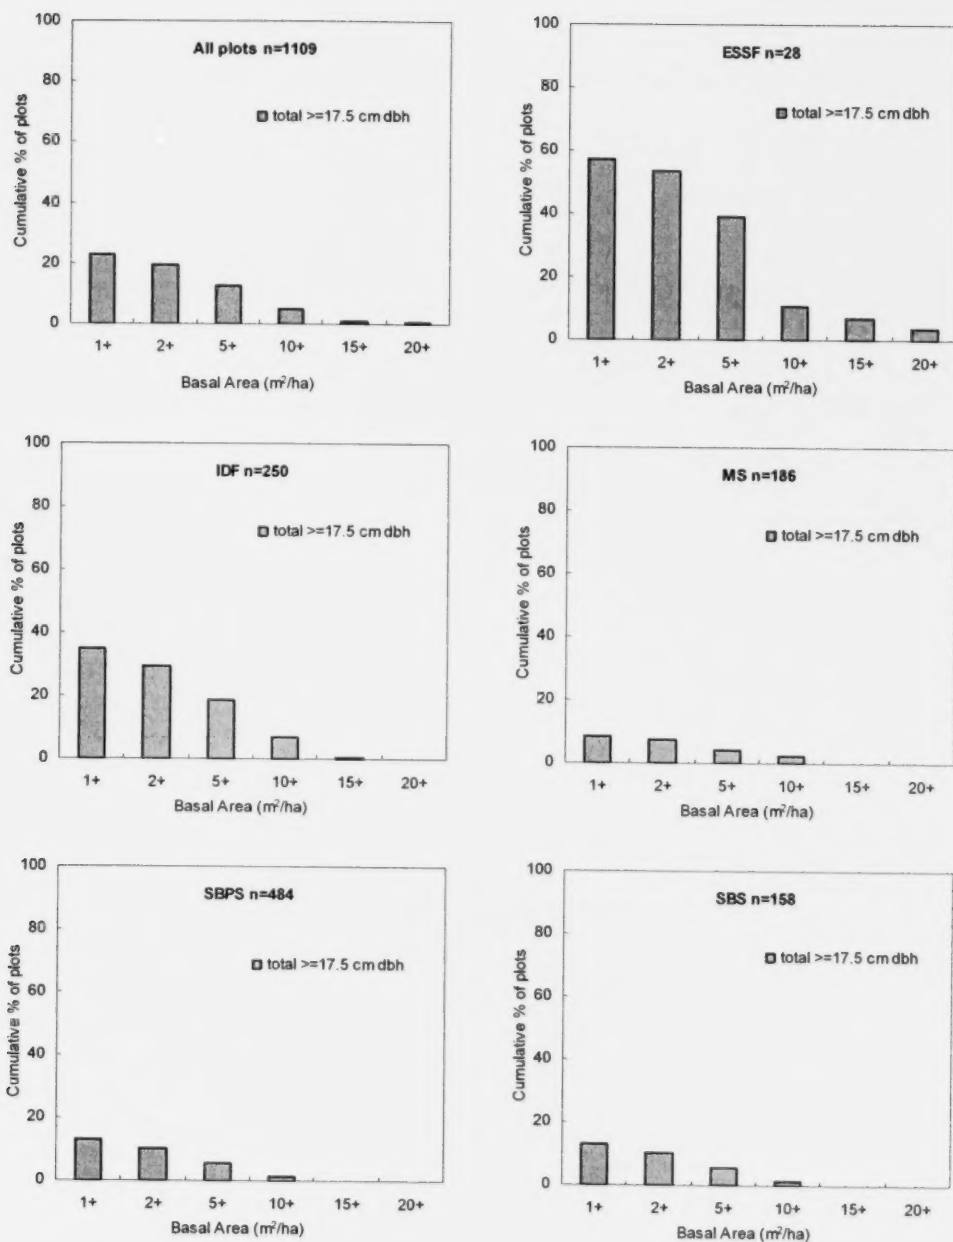 All plots n=1109
total >=17.5 cm dbh
Cumulative % of plots
100
80
60
40
20
0
1+ 2+ 5+ 10+ 15+ 20+
Basal Area (m²/ha)
ESSF n=28
total >=17.5 cm dbh
Cumulative % of plots
100
80
60
40
20
0
1+ 2+ 5+ 10+ 15+ 20+
Basal Area (m²/ha)
IDF n=250
total >=17.5 cm dbh
Cumulative % of plots
100
80
60
40
20
0
1+ 2+ 5+ 10+ 15+ 20+
Basal Area (m²/ha)
MS n=186
total >=17.5 cm dbh
Cumulative % of plots
100
80
60
40
20
0
1+ 2+ 5+ 10+ 15+ 20+
Basal Area (m²/ha)
SBPS n=484
total >=17.5 cm dbh
Cumulative % of plots
100
80
60
40
20
0
1+ 2+ 5+ 10+ 15+ 20+
Basal Area (m²/ha)
SBS n=158
total >=17.5 cm dbh
Cumulative % of plots
100
80
60
40
20
0
1+ 2+ 5+ 10+ 15+ 20+
Basal Area (m²/ha)